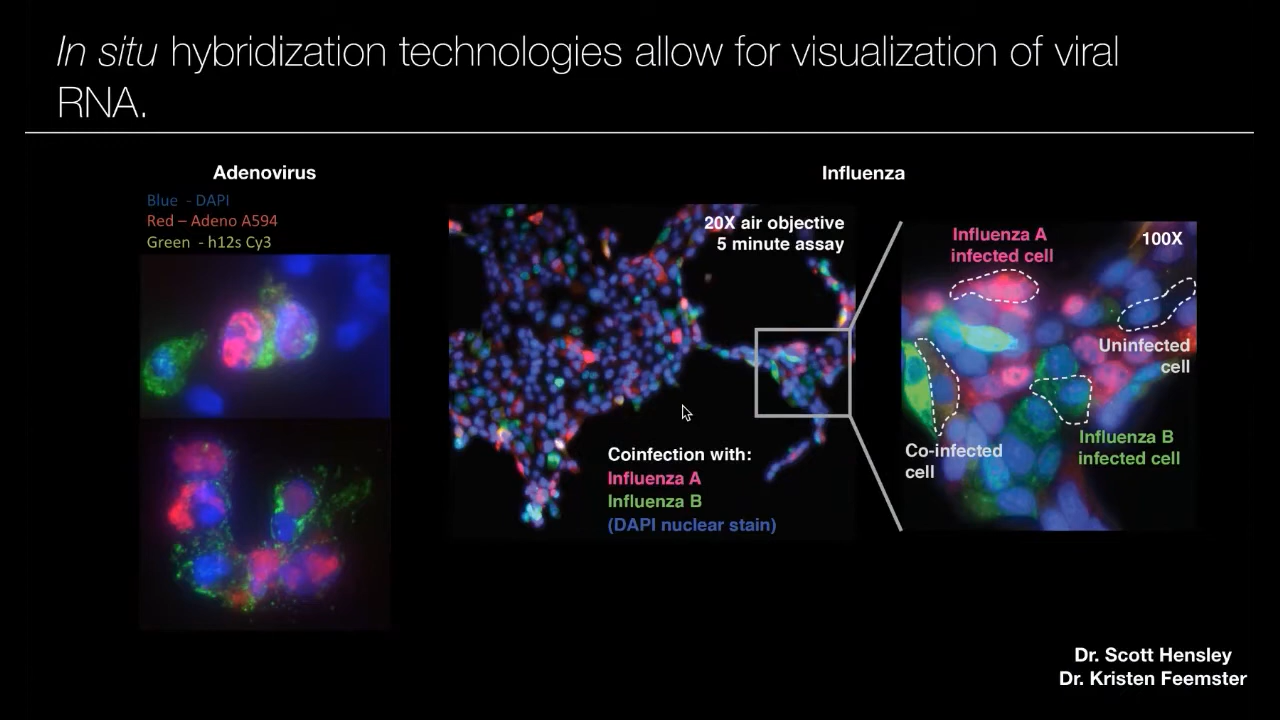 In situ hybridization technologies allow for visualization of viral
RNA.
Adenovirus
Blue - DAPI
Red – Adeno A594
Green - h12s Cy3
Influenza
20X air objective
5 minute assay
Coinfection with:
Influenza A
Influenza B
(DAPI nuclear stain)
Influenza A
infected cell
100X
Uninfected
cell
Influenza B
infected cell
Co-infected
cell
Dr. Scott Hensley
Dr. Kristen Feemster